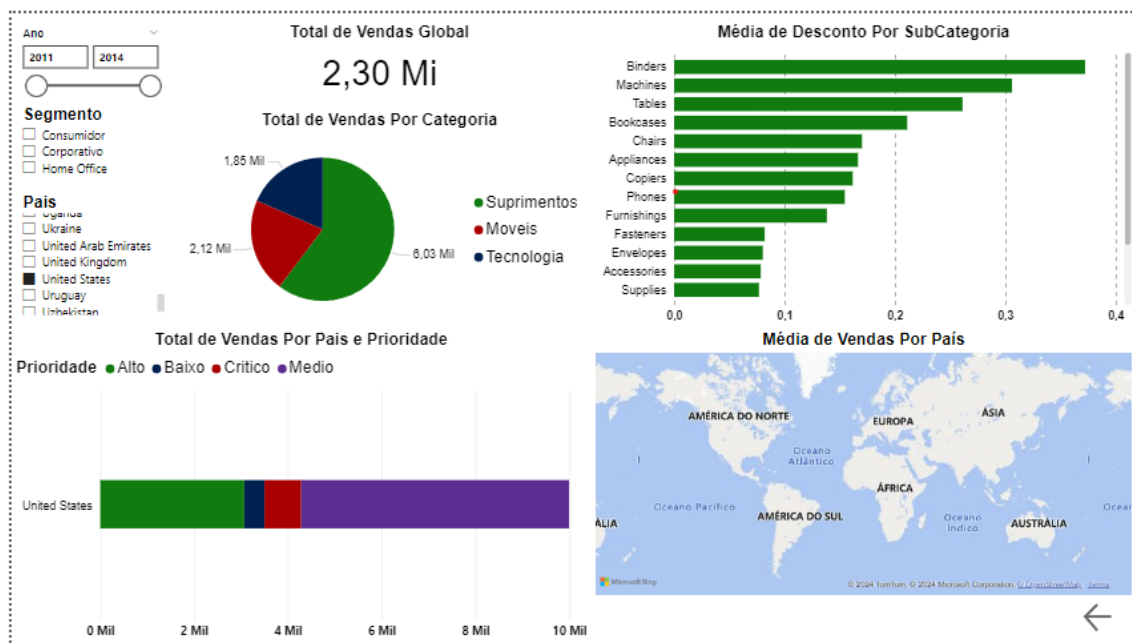 Ano
2011
2014
Segmento
Consumidor
Corporativo
Home Office
Pais
Uganda
Ukraine
United Arab Emirates
United Kingdom
United States
Uruguay
Uzbekistan
Total de Vendas Global
2,30 Mi
Total de Vendas Por Categoria
1,85 Mil
2,12 Mil
6,03 Mil
Suprimentos
Moveis
Tecnologia
Média de Desconto Por SubCategoria
Binders
Machines
Tables
Bookcases
Chairs
Appliances
Copiers
Phones
Furnishings
Fasteners
Envelopes
Accessories
Supplies
0,0 0,1 0,2 0,3 0,4
Total de Vendas Por Pais e Prioridade
Prioridade Alto Baixo Critico Medio
United States
0 Mil 2 Mil 4 Mil 6 Mil 8 Mil 10 Mil
Média de Vendas Por País
AMÉRICA DO NORTE
EUROPA
ÁSIA
Oceano
Atlântico
ÁFRICA
Oceano Pacífico
AMÉRICA DO SUL
Oceano
Índico
AUSTRÁLIA
ÁLIA
Ocean
Microsoft Bing
© 2024 TomTom, © 2024 Microsoft Corporation, © OpenStreetMap Terms